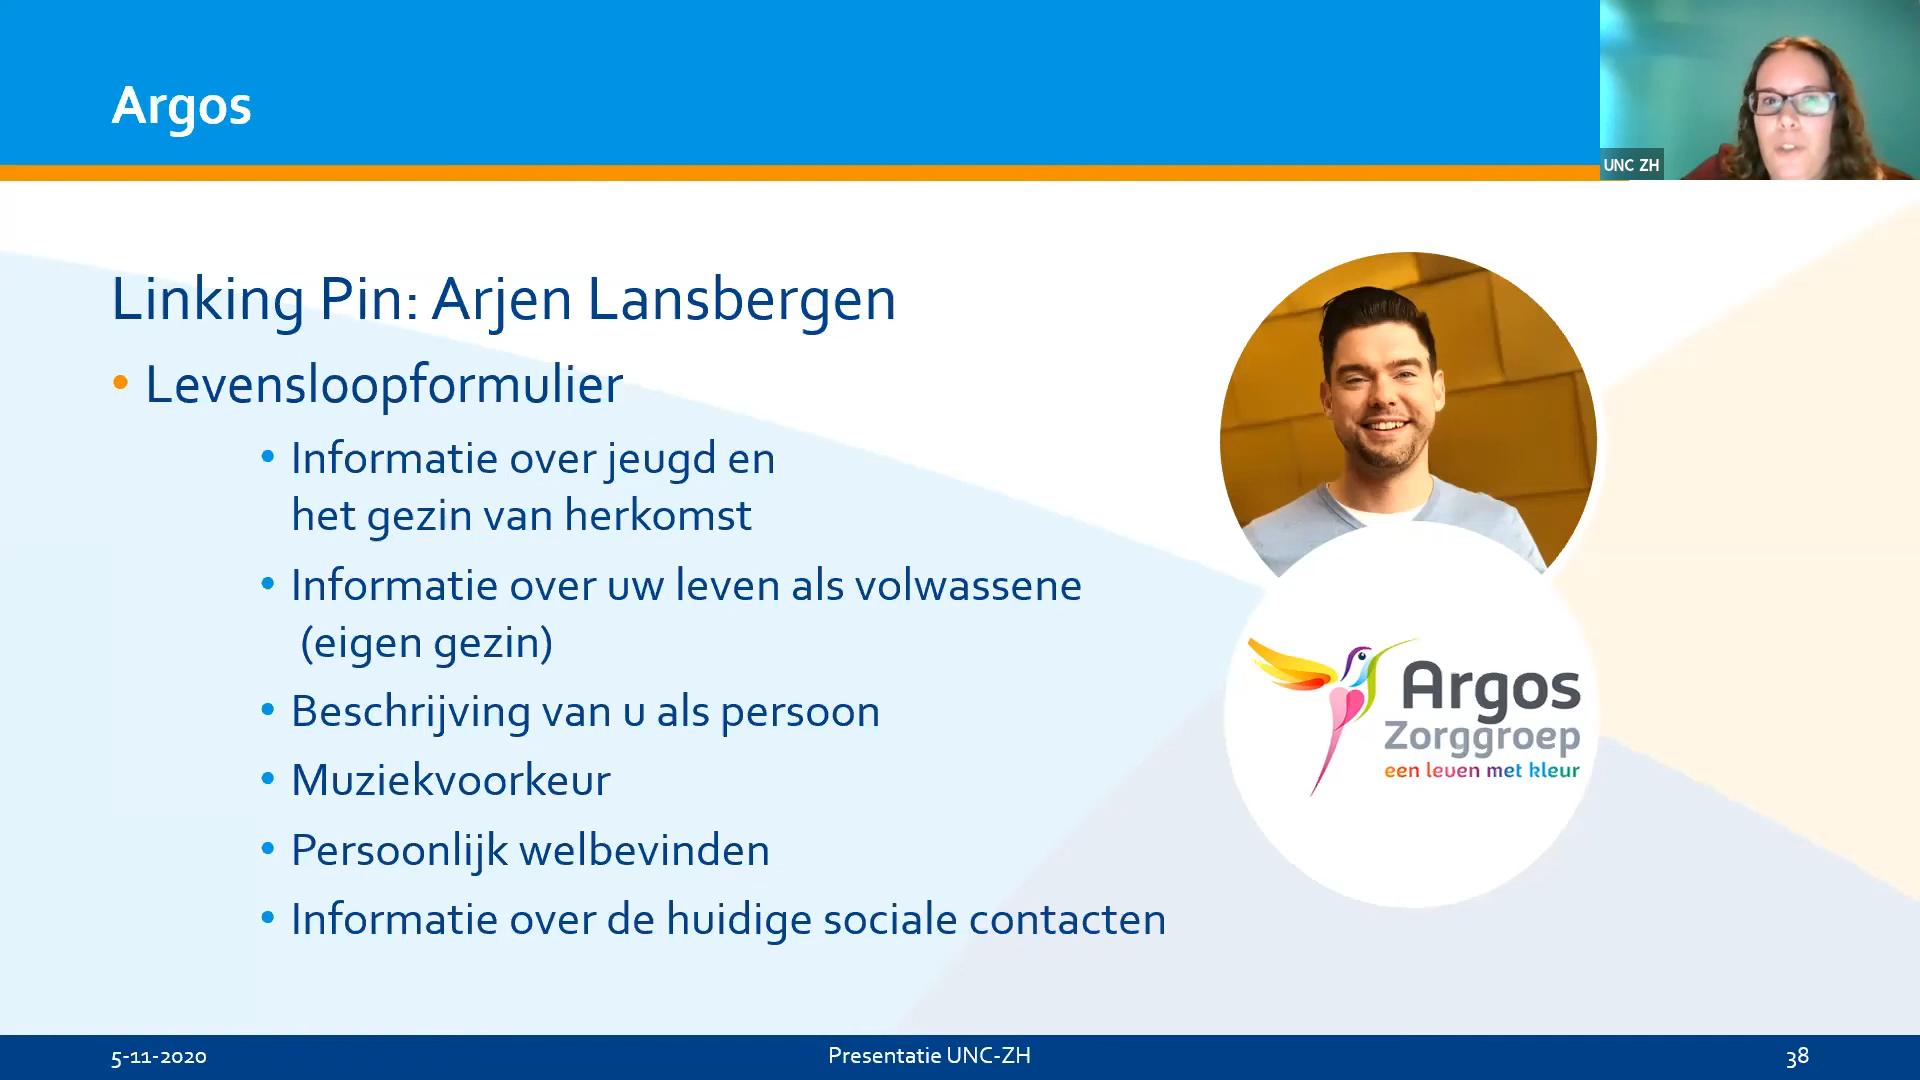 Argos
UNC ZH
Linking Pin: Arjen Lansbergen
• Levensloopformulier
• Informatie over jeugd en
het gezin van herkomst
• Informatie over uw leven als volwassene
(eigen gezin)
• Beschrijving van u als persoon
• Muziekvoorkeur
• Persoonlijk welbevinden
• Informatie over de huidige sociale contacten
Argos
Zorggroep
een leven met kleur
5-11-2020
Presentatie UNC-ZH
38